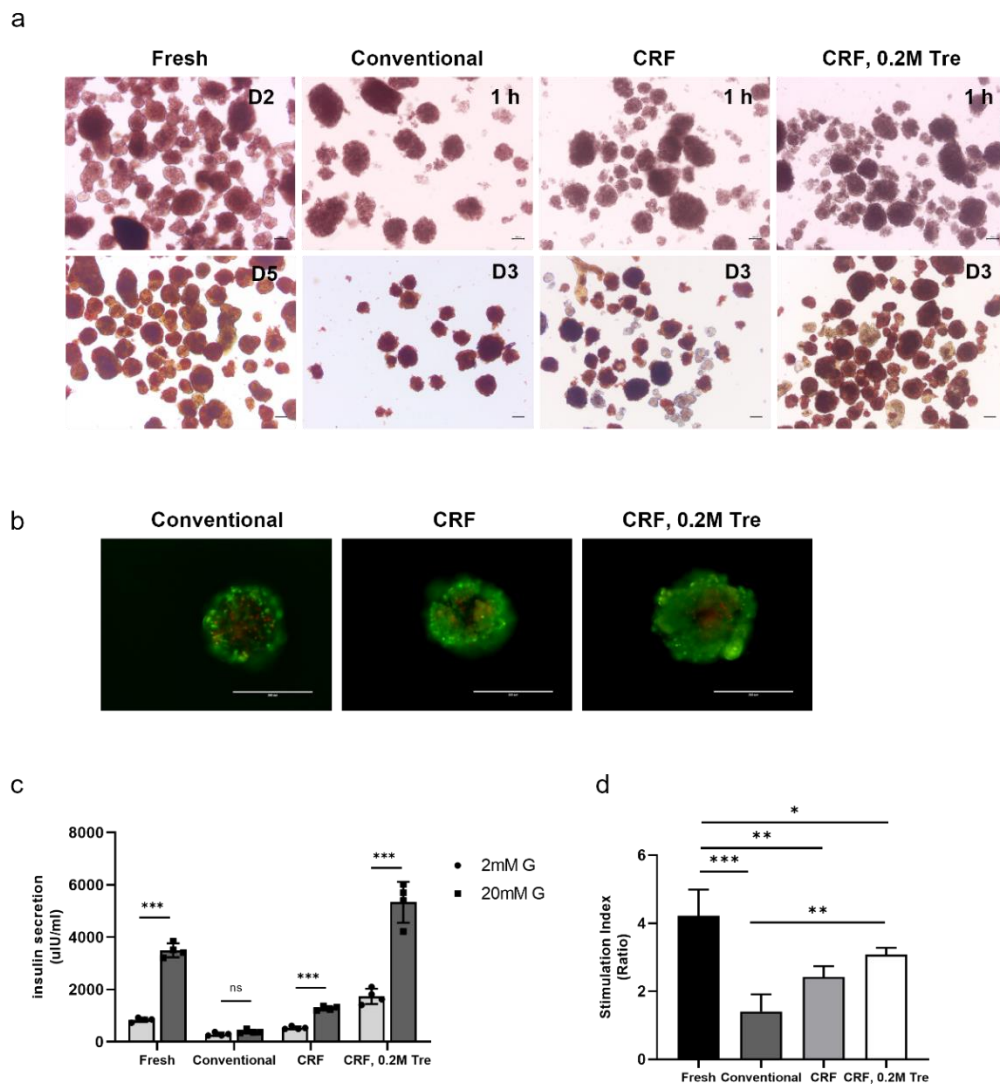 a
Fresh Conventional CRF CRF, 0.2M Tre
D2 1 h 1 h 1 h
D5 D3 D3 D3
b
Conventional CRF CRF, 0.2M Tre
c
insulin secretion
(uIU/ml)
8000
6000
4000
2000
0
*** ns *** ***
2mM G
20mM G
Fresh Conventional CRF CRF, 0.2M Tre
d
Stimulation Index
(Ratio)
6
4
2
0
*
**
***
**
Fresh Conventional CRF CRF, 0.2M Tre